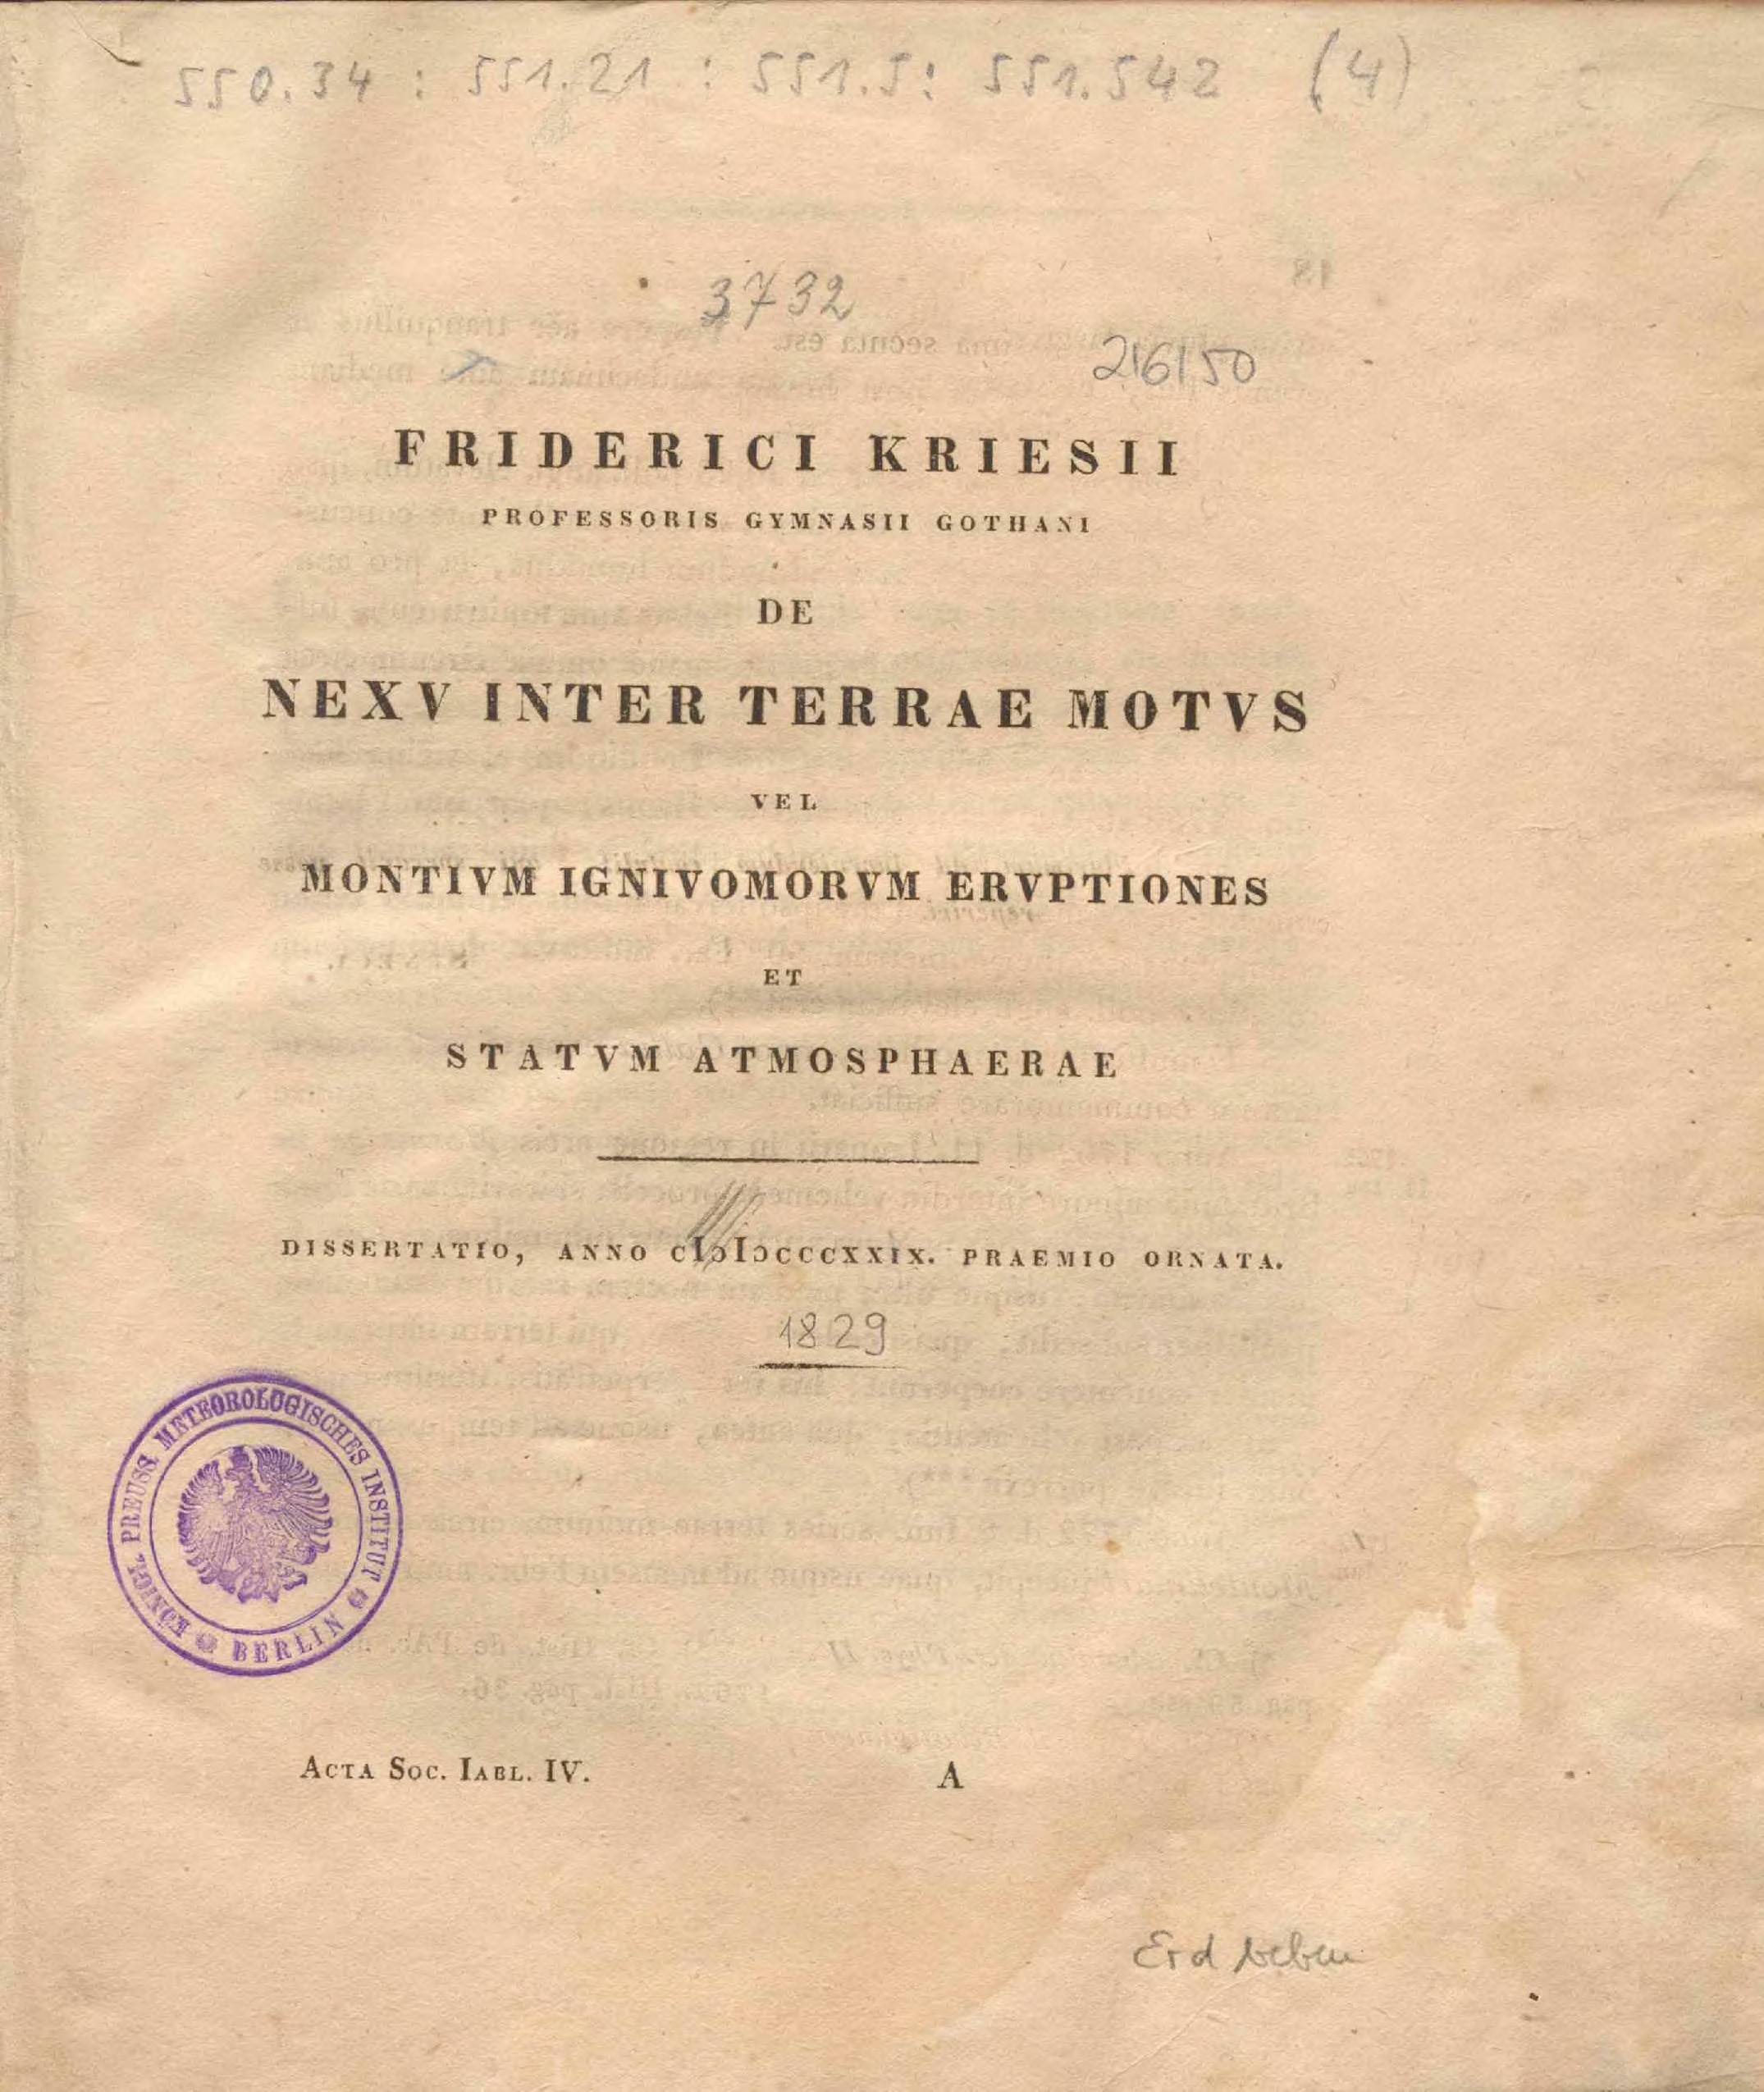 550.34 : 551.21 : 551.5 : 551.542 (4)
3732
216150
FRIDERICI KRIESII
PROFESSORIS GYMNASII GOTHANI
DE
NEXV INTER TERRAE MOTVS
VEL
MONTIVM IGNIVOMORVM ERVPTIONES
ET
STATVM ATMOSPHAERAE
DISSERTATIO, ANNO cIɔIɔcccxxix. PRAEMIO ORNATA.
1829
KÖNIGL. PREUSS. METEOROLOGISCHES INSTITUT
BERLIN
ACTA SOC. IABL. IV. A
Erdbeben